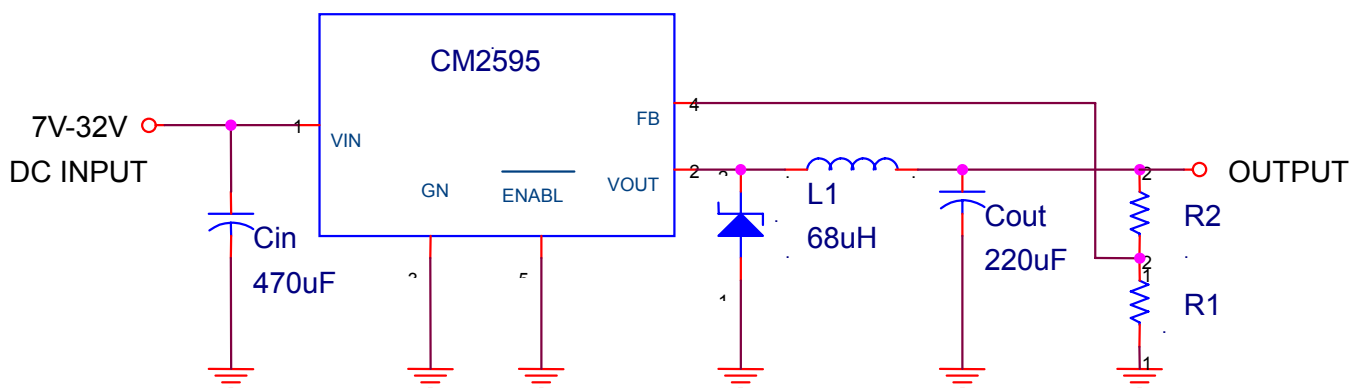 CM2595
7V-32V
DC INPUT
1
VIN
GN
ENABL
FB
VOUT
4
2
Cin
470uF
5
L1
68uH
1
Cout
220uF
2
OUTPUT
R2
2
1
R1
1